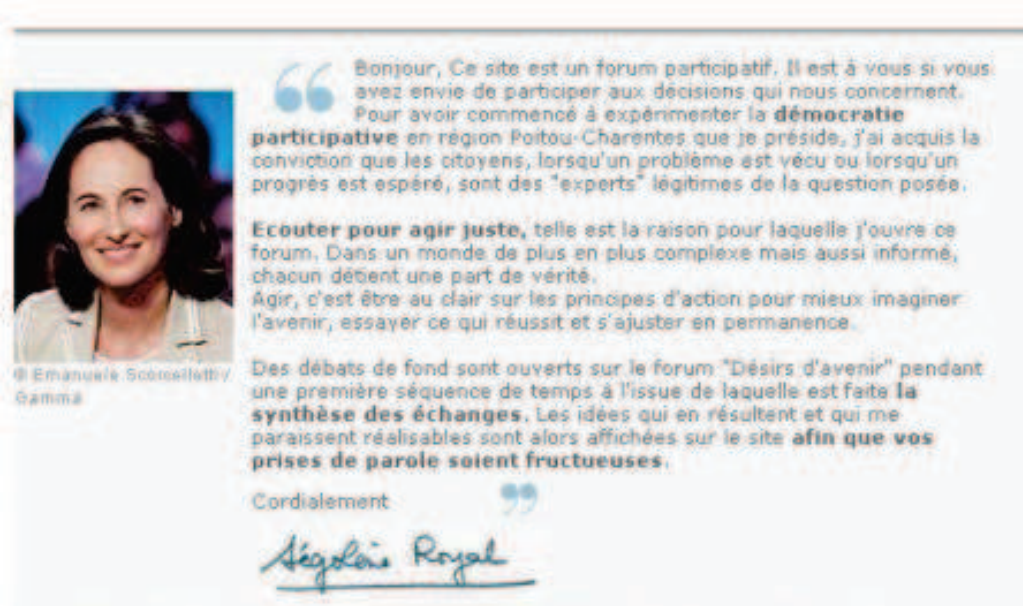 “ Bonjour, Ce site est un forum participatif. Il est à vous si vous
avez envie de participer aux décisions qui nous concernent.
Pour avoir commencé à expérimenter la démocratie
participative en région Poitou-Charentes que je préside, j'ai acquis la
conviction que les citoyens, lorsqu'un problème est vécu ou lorsqu'un
progrès est espéré, sont des "experts" légitimes de la question posée.
Ecouter pour agir juste, telle est la raison pour laquelle j'ouvre ce
forum. Dans un monde de plus en plus complexe mais aussi informé,
chacun détient une part de vérité.
Agir, c'est être au clair sur les principes d'action pour mieux imaginer
l'avenir, essayer ce qui réussit et s'ajuster en permanence.
© Emanuele Scorcelletti/
Gamma
Des débats de fond sont ouverts sur le forum "Désirs d'avenir" pendant
une première séquence de temps à l'issue de laquelle est faite la
synthèse des échanges. Les idées qui en résultent et qui me
paraissent réalisables sont alors affichées sur le site afin que vos
prises de parole soient fructueuses.
Cordialement ”
Ségolène Royal